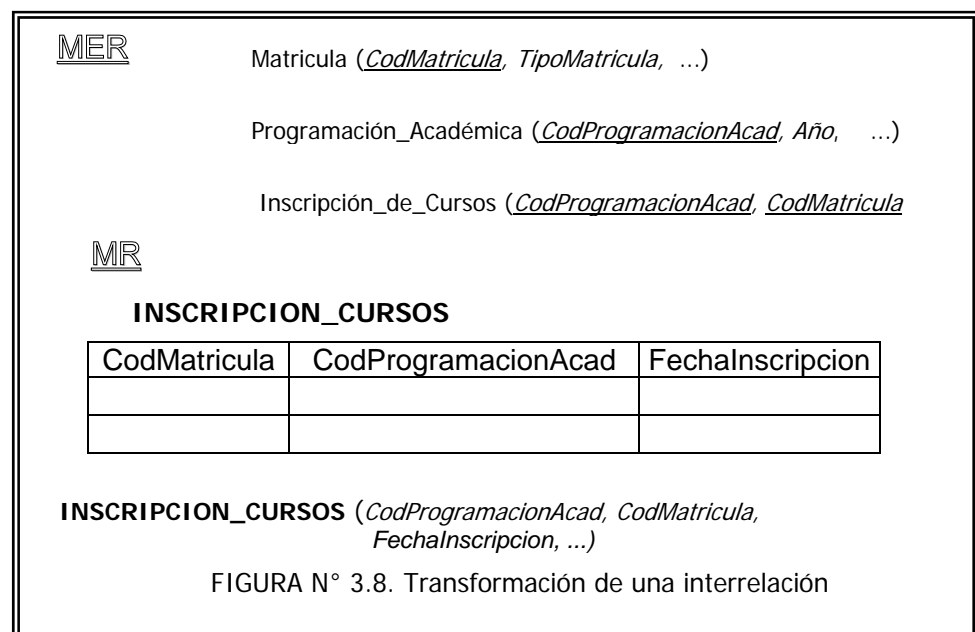 MER
Matricula (CodMatricula, TipoMatricula, ...)
Programación_Académica (CodProgramacionAcad, Año, ...)
Inscripción_de_Cursos (CodProgramacionAcad, CodMatricula
MR
INSCRIPCION_CURSOS
CodMatricula CodProgramacionAcad FechaInscripcion
INSCRIPCION_CURSOS (CodProgramacionAcad, CodMatricula,
FechaInscripcion, ...)
FIGURA N° 3.8. Transformación de una interrelación